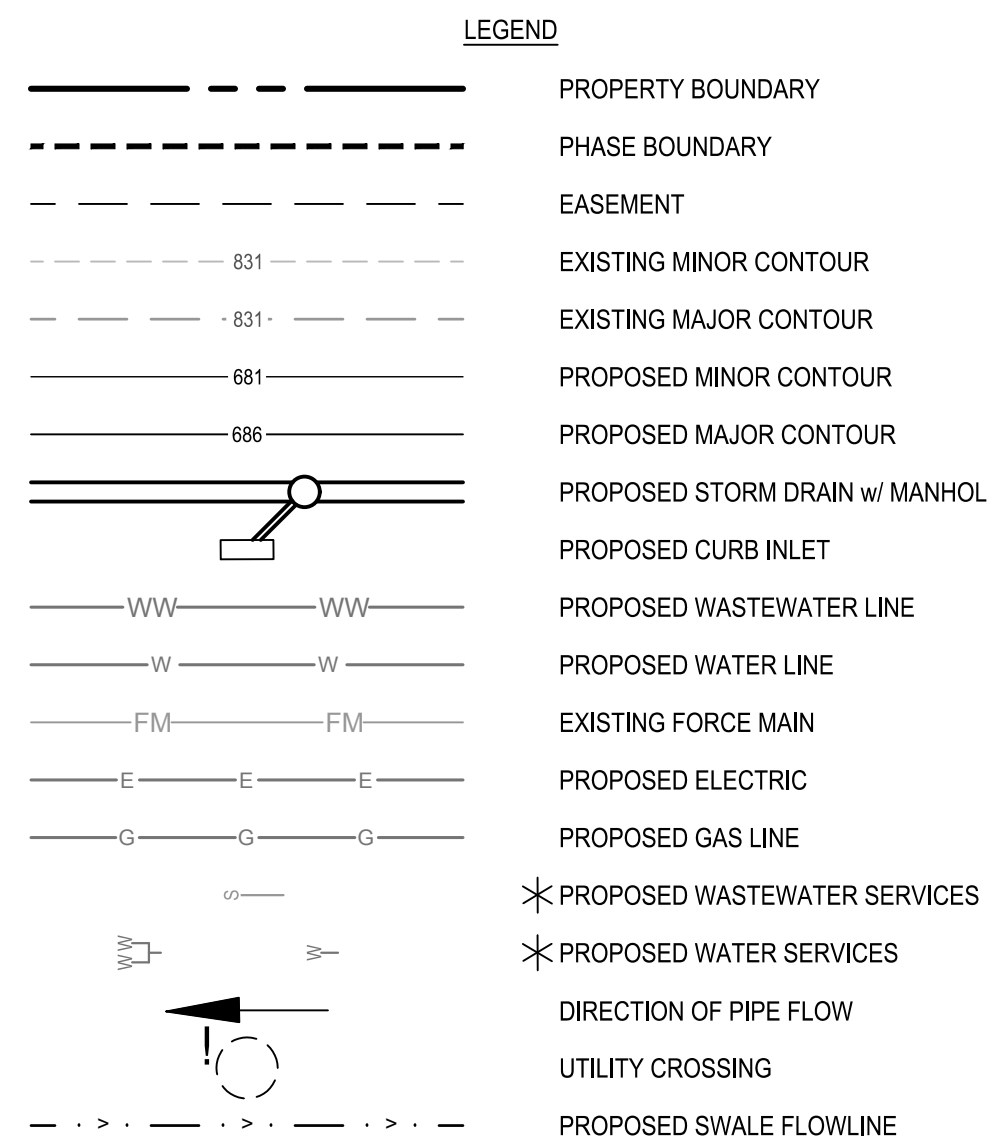 LEGEND
PROPERTY BOUNDARY
PHASE BOUNDARY
EASEMENT
831 EXISTING MINOR CONTOUR
831 EXISTING MAJOR CONTOUR
681 PROPOSED MINOR CONTOUR
686 PROPOSED MAJOR CONTOUR
PROPOSED STORM DRAIN w/ MANHOL
PROPOSED CURB INLET
WW WW PROPOSED WASTEWATER LINE
W W PROPOSED WATER LINE
FM FM EXISTING FORCE MAIN
E E E PROPOSED ELECTRIC
G G G PROPOSED GAS LINE
S PROPOSED WASTEWATER SERVICES
W W W PROPOSED WATER SERVICES
DIRECTION OF PIPE FLOW
! UTILITY CROSSING
> > > PROPOSED SWALE FLOWLINE